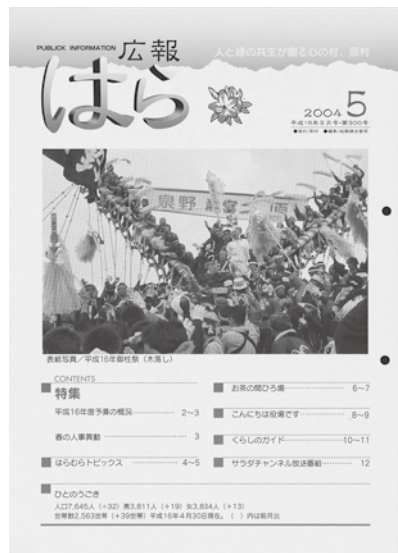 PUBLICK INFORMATION 広報
人と緑の共生が創る心の村、原村
はら
2004 5
平成16年5月号・第300号
表紙写真／平成16年御柱祭（木落し）
CONTENTS
特集
平成16年度予算の概況………… 2〜3
春の人事異動………… 3
はらむらトピックス………… 4〜5
お茶の間ひろ場………… 6〜7
こんにちは役場です………… 8〜9
くらしのガイド………… 10〜11
サラダチャンネル放送番組………… 12
ひとのうごき
人口7,645人（+32）男3,811人（+19）女3,834人（+13）
世帯数2,563世帯（+39世帯）平成16年4月30日現在。（ ）内は前月比